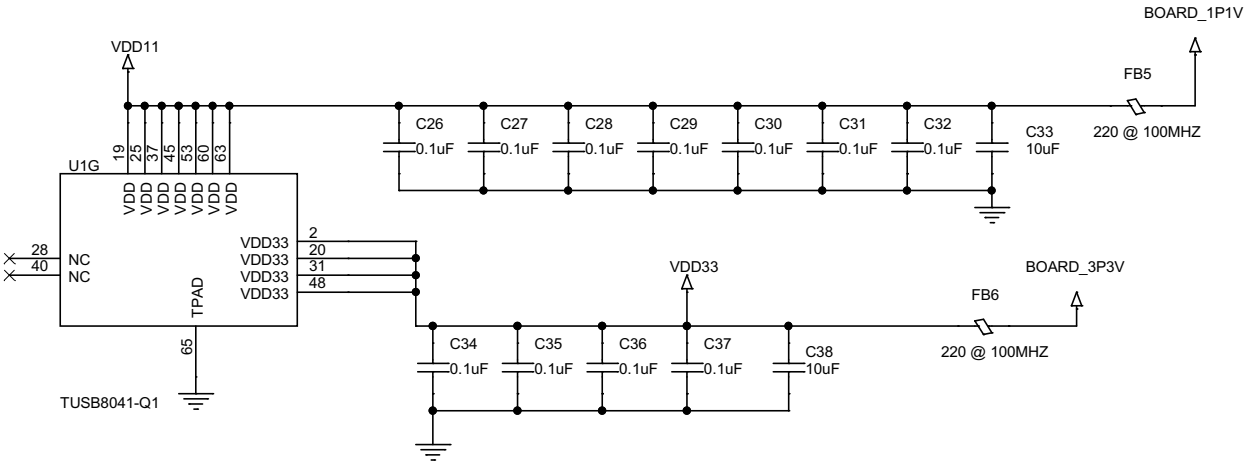 BOARD_1P1V
VDD11
FB5
220 @ 100MHZ
C26
0.1uF
C27
0.1uF
C28
0.1uF
C29
0.1uF
C30
0.1uF
C31
0.1uF
C32
0.1uF
C33
10uF
19
25
37
45
53
60
63
U1G
VDD
VDD
VDD
VDD
VDD
VDD
VDD
28
NC
40
NC
VDD33
2
VDD33
20
VDD33
31
VDD33
48
TPAD
65
TUSB8041-Q1
VDD33
BOARD_3P3V
FB6
220 @ 100MHZ
C34
0.1uF
C35
0.1uF
C36
0.1uF
C37
0.1uF
C38
10uF